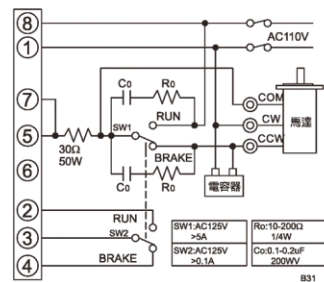 8
1
AC110V
7
C0
R0
COM
RUN
CW
馬達
5
SW1
CCW
30Ω
50W
BRAKE
6
C0
R0
電容器
2
RUN
3
SW2
BRAKE
4
SW1:AC125V
>5A
Ro:10-200Ω
1/4W
SW2:AC125V
>0.1A
Co:0.1-0.2uF
200WV
B31